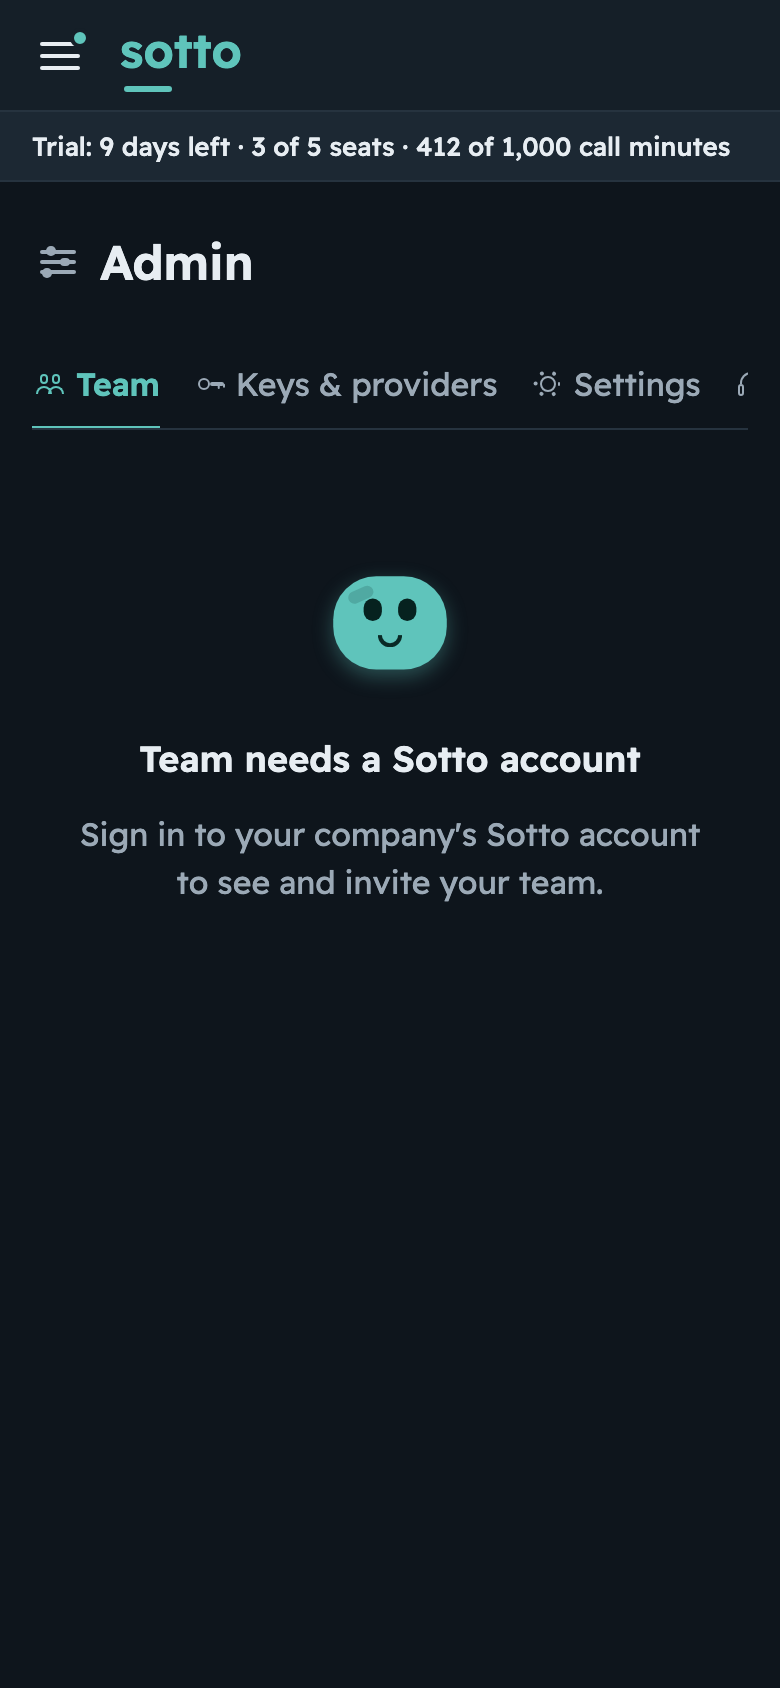 sotto
Trial: 9 days left · 3 of 5 seats · 412 of 1,000 call minutes
Admin
Team Keys & providers Settings
Team needs a Sotto account
Sign in to your company's Sotto account
to see and invite your team.